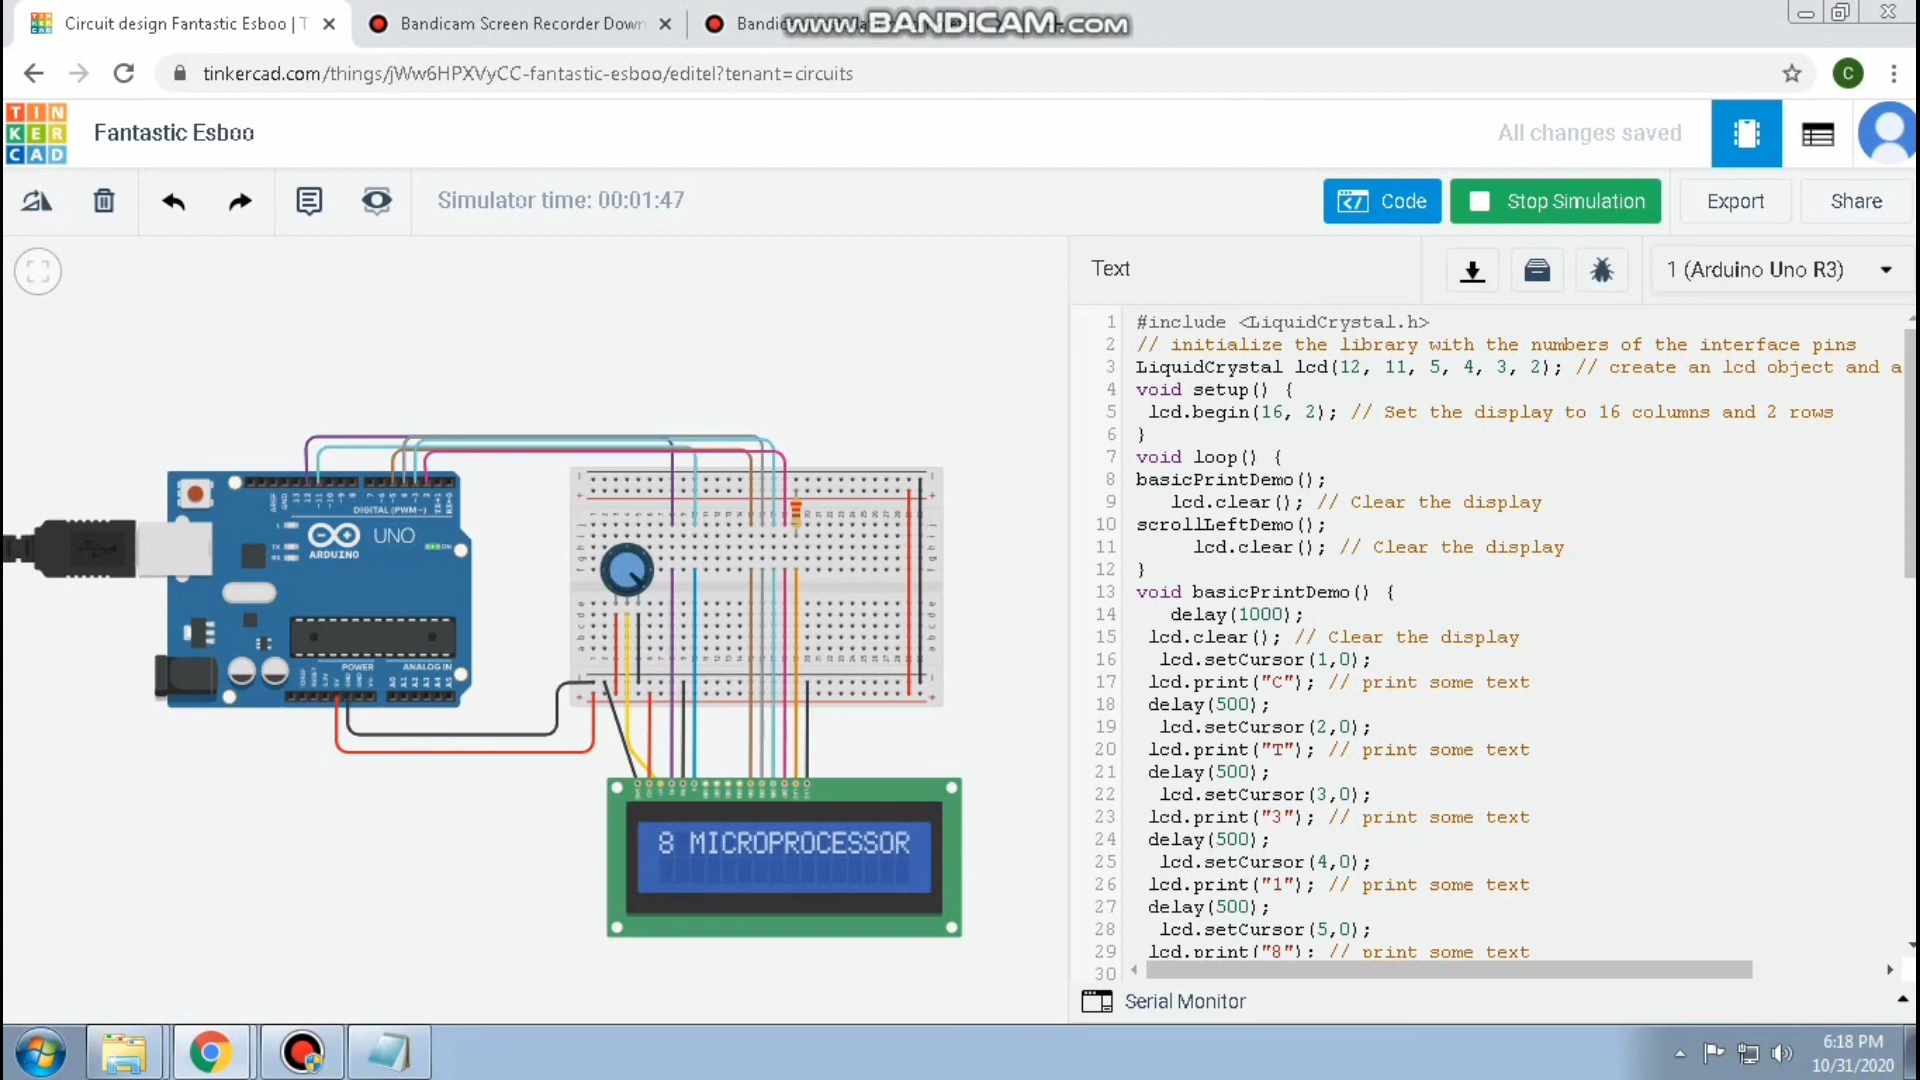 Circuit design Fantastic Esboo | T
Bandicam Screen Recorder Down
Bandic
www.BANDICAM.com
tinkercad.com/things/jWw6HPXVyCC-fantastic-esboo/editel?tenant=circuits
C
TIN
KER
CAD
Fantastic Esboo
All changes saved
Simulator time: 00:01:47
Code
Stop Simulation
Export
Share
Text
1 (Arduino Uno R3)
1 #include <LiquidCrystal.h>
2 // initialize the library with the numbers of the interface pins
3 LiquidCrystal lcd(12, 11, 5, 4, 3, 2); // create an lcd object and a
4 void setup() {
5 lcd.begin(16, 2); // Set the display to 16 columns and 2 rows
6 }
7 void loop() {
8 basicPrintDemo();
9 lcd.clear(); // Clear the display
10 scrollLeftDemo();
11 lcd.clear(); // Clear the display
12 }
13 void basicPrintDemo() {
14 delay(1000);
15 lcd.clear(); // Clear the display
16 lcd.setCursor(1,0);
17 lcd.print("C"); // print some text
18 delay(500);
19 lcd.setCursor(2,0);
20 lcd.print("T"); // print some text
21 delay(500);
22 lcd.setCursor(3,0);
23 lcd.print("3"); // print some text
24 delay(500);
25 lcd.setCursor(4,0);
26 lcd.print("1"); // print some text
27 delay(500);
28 lcd.setCursor(5,0);
29 lcd.print("8"); // print some text
30
DIGITAL (PWM~)
UNO
ARDUINO
TX
RX
ON
POWER
ANALOG IN
8 MICROPROCESSOR
Serial Monitor
6:18 PM
10/31/2020